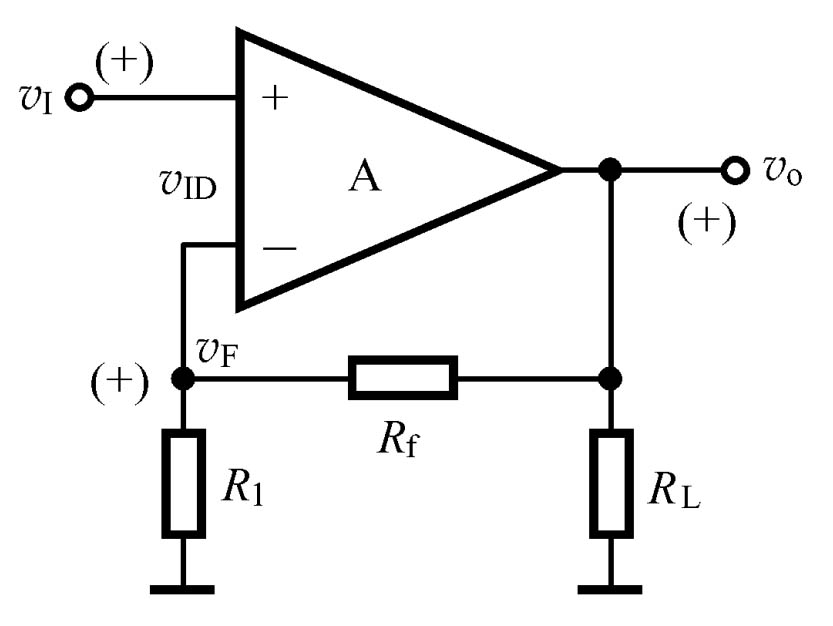 (+)
vI
+
vID
A
vo
(+)
−
vF
(+)
Rf
R1
RL